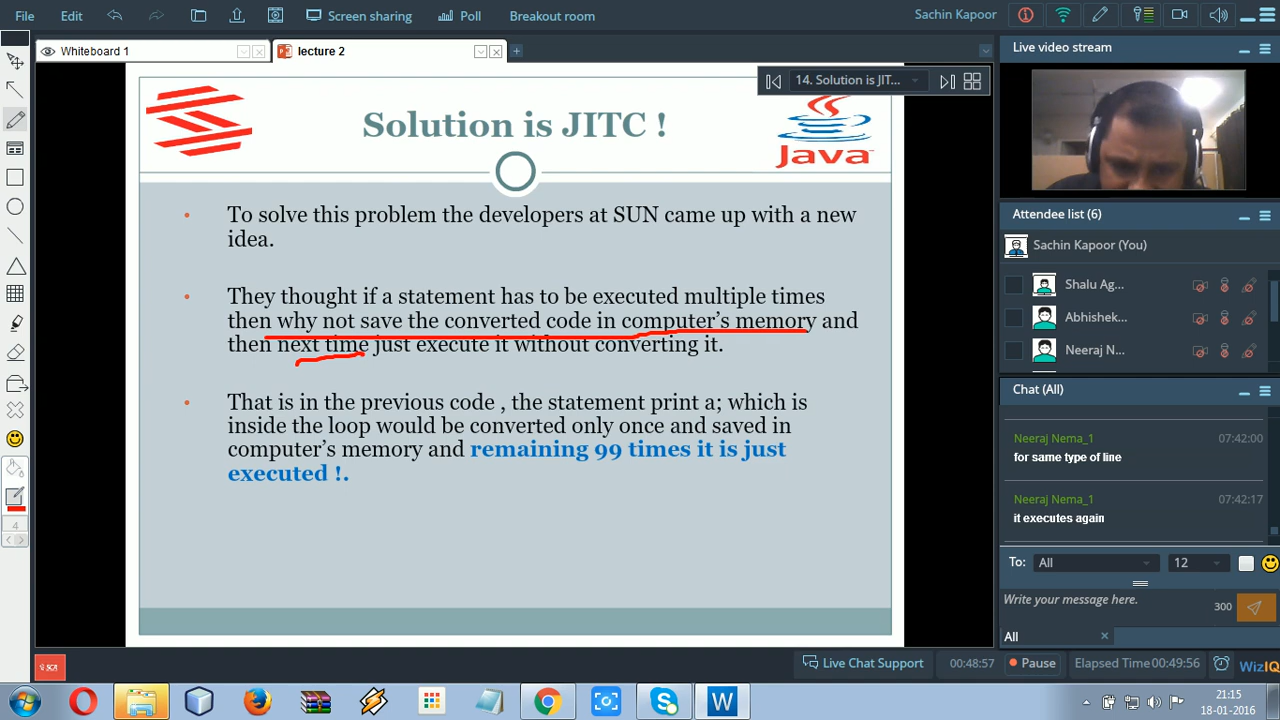 File Edit Screen sharing Poll Breakout room Sachin Kapoor
Whiteboard 1 lecture 2
14. Solution is JIT...
Solution is JITC !
Java
• To solve this problem the developers at SUN came up with a new
idea.
• They thought if a statement has to be executed multiple times
then why not save the converted code in computer’s memory and
then next time just execute it without converting it.
• That is in the previous code , the statement print a; which is
inside the loop would be converted only once and saved in
computer’s memory and remaining 99 times it is just
executed !.
4
Live video stream
Attendee list (6)
Sachin Kapoor (You)
Shalu Ag...
Abhishek...
Neeraj N...
Chat (All)
Neeraj Nema_1 07:42:00
for same type of line
Neeraj Nema_1 07:42:17
it executes again
To: All 12
Write your message here. 300
All
SCA
Live Chat Support 00:48:57 Pause Elapsed Time 00:49:56 WizIQ
21:15
18-01-2016